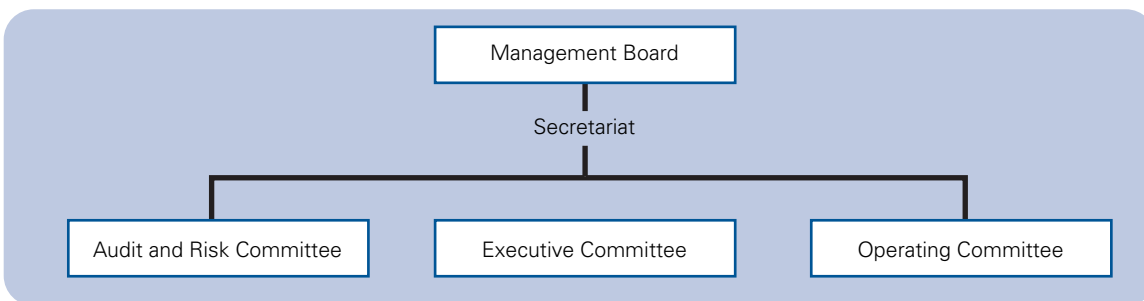 Management Board
Secretariat
Audit and Risk Committee
Executive Committee
Operating Committee